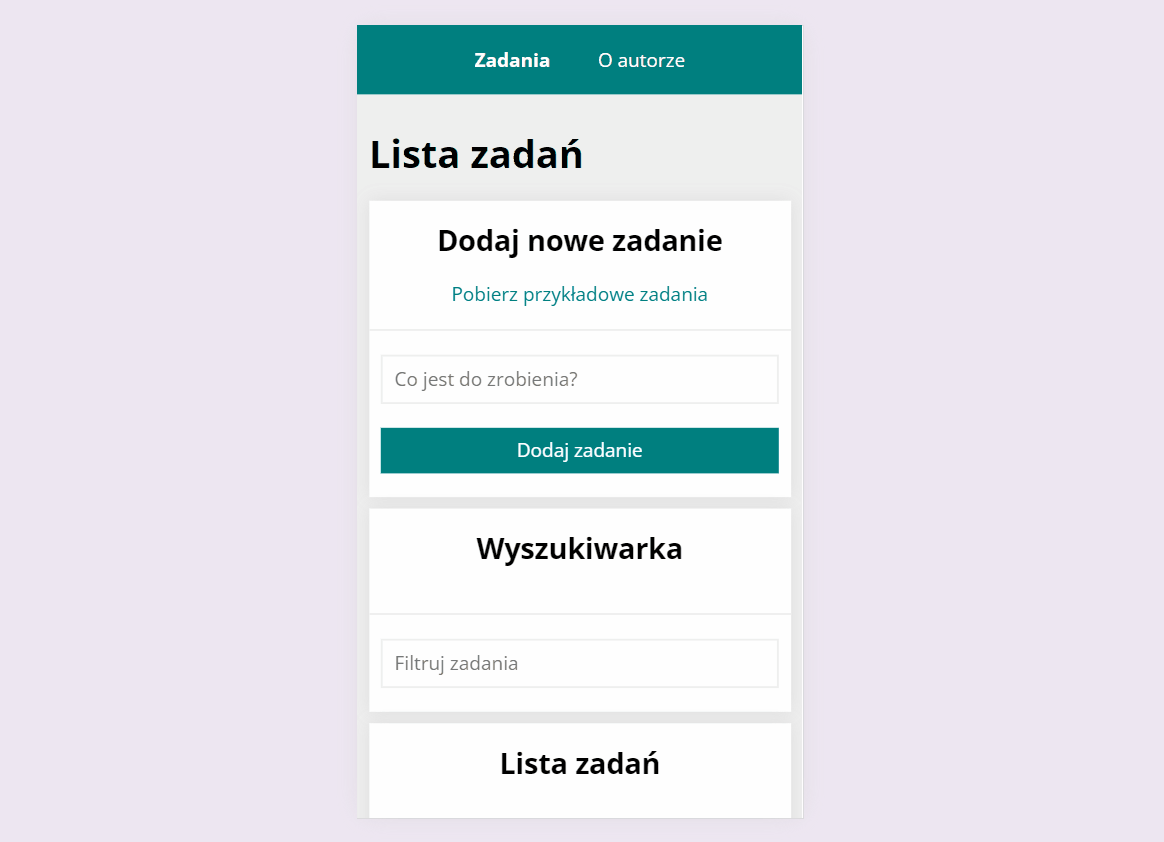 Zadania O autorze
Lista zadań
Dodaj nowe zadanie
Pobierz przykładowe zadania
Co jest do zrobienia?
Dodaj zadanie
Wyszukiwarka
Filtruj zadania
Lista zadań